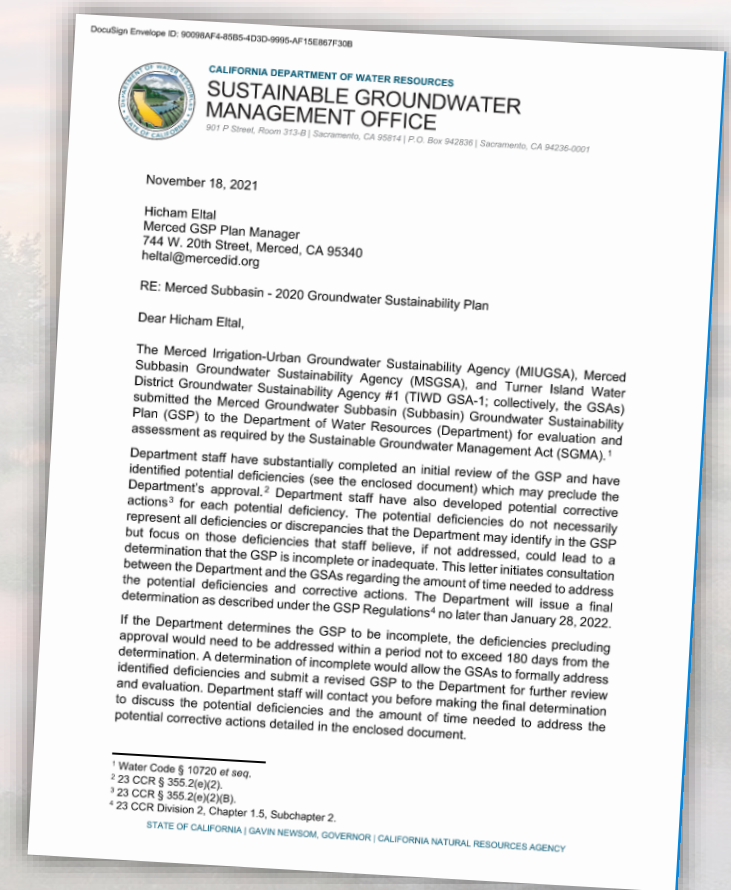 DocuSign Envelope ID: 90098AF4-85B5-4D3D-9995-AF15E867F30B
CALIFORNIA DEPARTMENT OF WATER RESOURCES
SUSTAINABLE GROUNDWATER
MANAGEMENT OFFICE
901 P Street, Room 313-B | Sacramento, CA 95814 | P.O. Box 942836 | Sacramento, CA 94236-0001
DEPARTMENT OF WATER RESOURCES
STATE OF CALIFORNIA
November 18, 2021
Hicham Eltal
Merced GSP Plan Manager
744 W. 20th Street, Merced, CA 95340
heltal@mercedid.org
RE: Merced Subbasin - 2020 Groundwater Sustainability Plan
Dear Hicham Eltal,
The Merced Irrigation-Urban Groundwater Sustainability Agency (MIUGSA), Merced
Subbasin Groundwater Sustainability Agency (MSGSA), and Turner Island Water
District Groundwater Sustainability Agency #1 (TIWD GSA-1; collectively, the GSAs)
submitted the Merced Groundwater Subbasin (Subbasin) Groundwater Sustainability
Plan (GSP) to the Department of Water Resources (Department) for evaluation and
assessment as required by the Sustainable Groundwater Management Act (SGMA).¹
Department staff have substantially completed an initial review of the GSP and have
identified potential deficiencies (see the enclosed document) which may preclude the
Department's approval.² Department staff have also developed potential corrective
actions³ for each potential deficiency. The potential deficiencies do not necessarily
represent all deficiencies or discrepancies that the Department may identify in the GSP
but focus on those deficiencies that staff believe, if not addressed, could lead to a
determination that the GSP is incomplete or inadequate. This letter initiates consultation
between the Department and the GSAs regarding the amount of time needed to address
the potential deficiencies and corrective actions. The Department will issue a final
determination as described under the GSP Regulations⁴ no later than January 28, 2022.
If the Department determines the GSP to be incomplete, the deficiencies precluding
approval would need to be addressed within a period not to exceed 180 days from the
determination. A determination of incomplete would allow the GSAs to formally address
identified deficiencies and submit a revised GSP to the Department for further review
and evaluation. Department staff will contact you before making the final determination
to discuss the potential deficiencies and the amount of time needed to address the
potential corrective actions detailed in the enclosed document.
¹ Water Code § 10720 et seq.
² 23 CCR § 355.2(e)(2).
³ 23 CCR § 355.2(e)(2)(B).
⁴ 23 CCR Division 2, Chapter 1.5, Subchapter 2.
STATE OF CALIFORNIA | GAVIN NEWSOM, GOVERNOR | CALIFORNIA NATURAL RESOURCES AGENCY